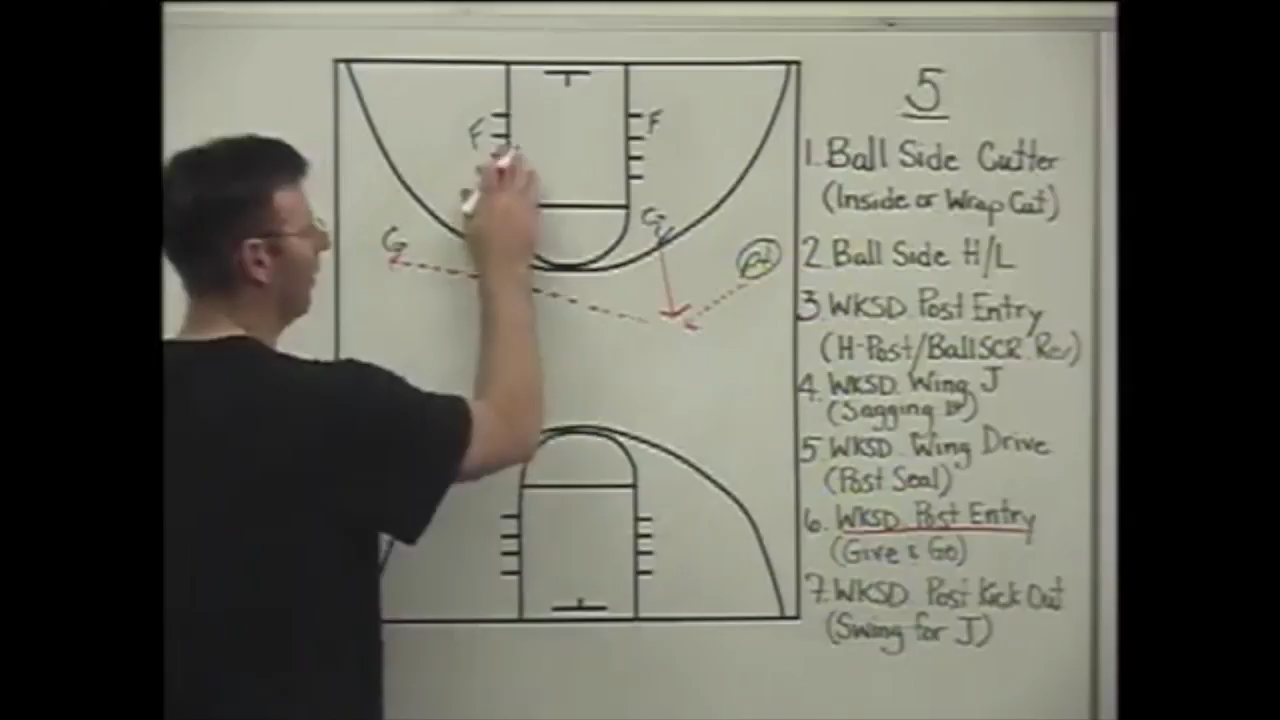 5
1. Ball Side Cutter
(Inside or Wrap Cut)
2 Ball Side H/L
3 WKSD. Post Entry
(H-Post/Ball SCR. Rev)
4. WKSD. Wing J
(Sagging D)
5 WKSD. Wing Drive
(Post Seal)
6. WKSD. Post Entry
(Give & Go)
7. WKSD. Post Kick Out
(Swing for J)
F
F
G
G